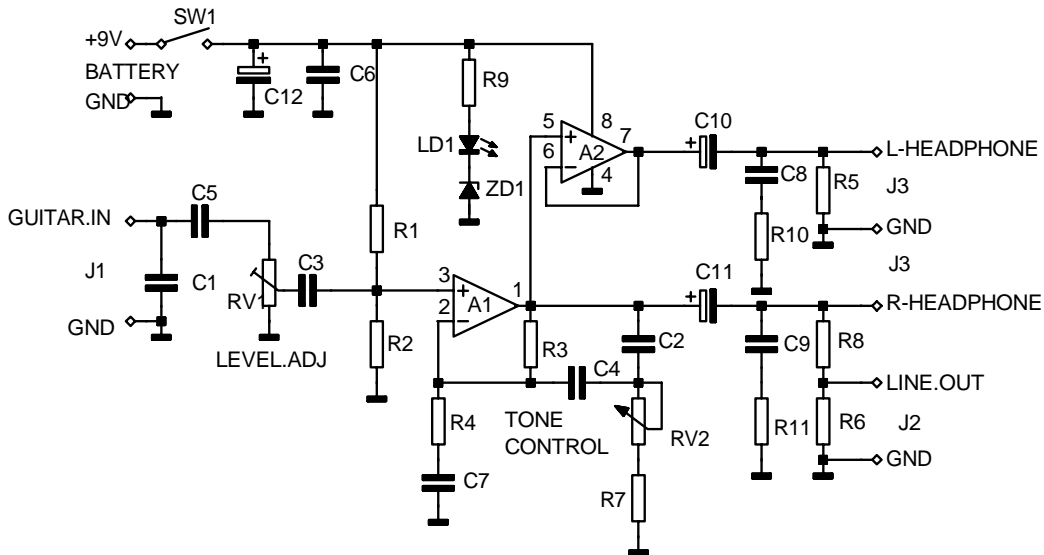 SW1
+9V
BATTERY
GND
+
C12
C6
R9
LD1
ZD1
5
6
+
−
A2
8
7
4
+
C10
L-HEADPHONE
C8
R5
J3
R10
GND
J3
C5
GUITAR.IN
J1
C1
GND
RV1
C3
LEVEL.ADJ
R1
R2
3
2
+
−
A1
1
R3
+
C11
R-HEADPHONE
C2
C9
R8
C4
LINE.OUT
R4
TONE
CONTROL
RV2
R11
R6
J2
GND
C7
R7